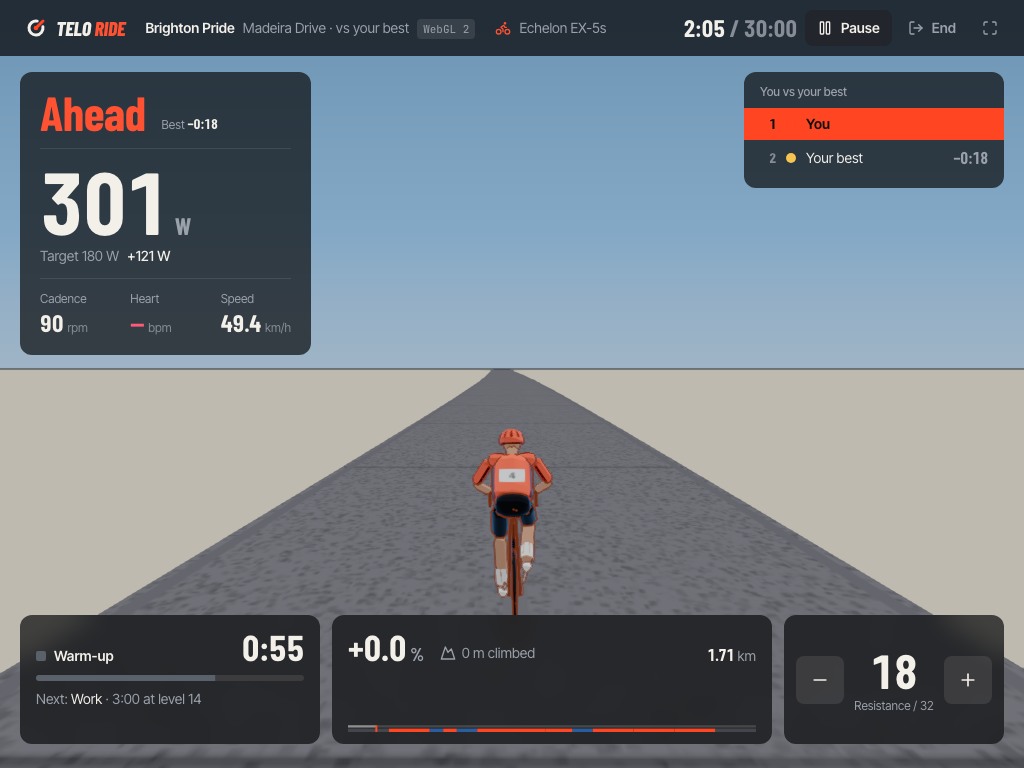 TELO RIDE
Brighton Pride Madeira Drive · vs your best WebGL 2 Echelon EX-5s
2:05 / 30:00 Pause End
Ahead Best −0:18
301 W
Target 180 W +121 W
Cadence Heart Speed
90 rpm — bpm 49.4 km/h
You vs your best
1 You
2 Your best −0:18
4
Warm-up 0:55
Next: Work · 3:00 at level 14
+0.0 % 0 m climbed 1.71 km
− 18 +
Resistance / 32